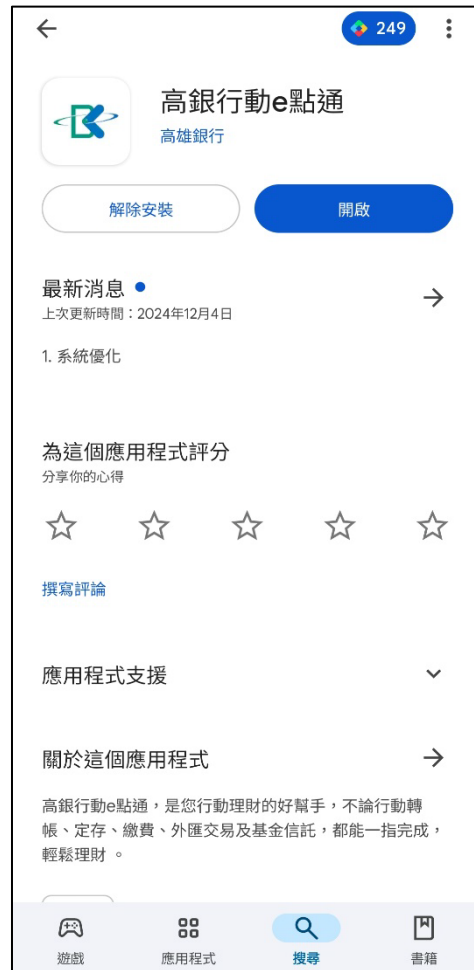 249
高銀行動e點通
高雄銀行
解除安裝
開啟
最新消息
上次更新時間：2024年12月4日
1. 系統優化
為這個應用程式評分
分享你的心得
撰寫評論
應用程式支援
關於這個應用程式
高銀行動e點通，是您行動理財的好幫手，不論行動轉
帳、定存、繳費、外匯交易及基金信託，都能一指完成，
輕鬆理財 。
遊戲
應用程式
搜尋
書籍